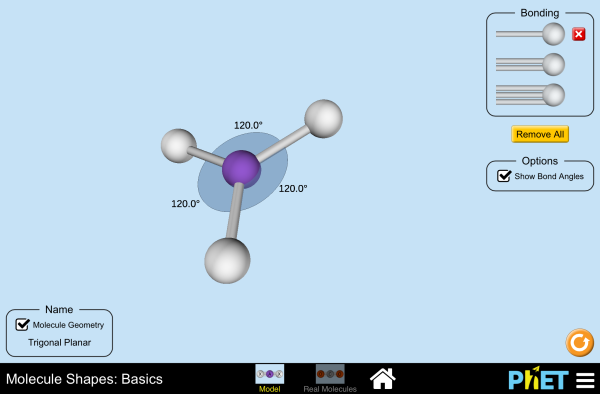 Bonding
120.0°
Remove All
Options
Show Bond Angles
120.0°
120.0°
Name
Molecule Geometry
Trigonal Planar
Molecule Shapes: Basics
Model
Real Molecules
PhET